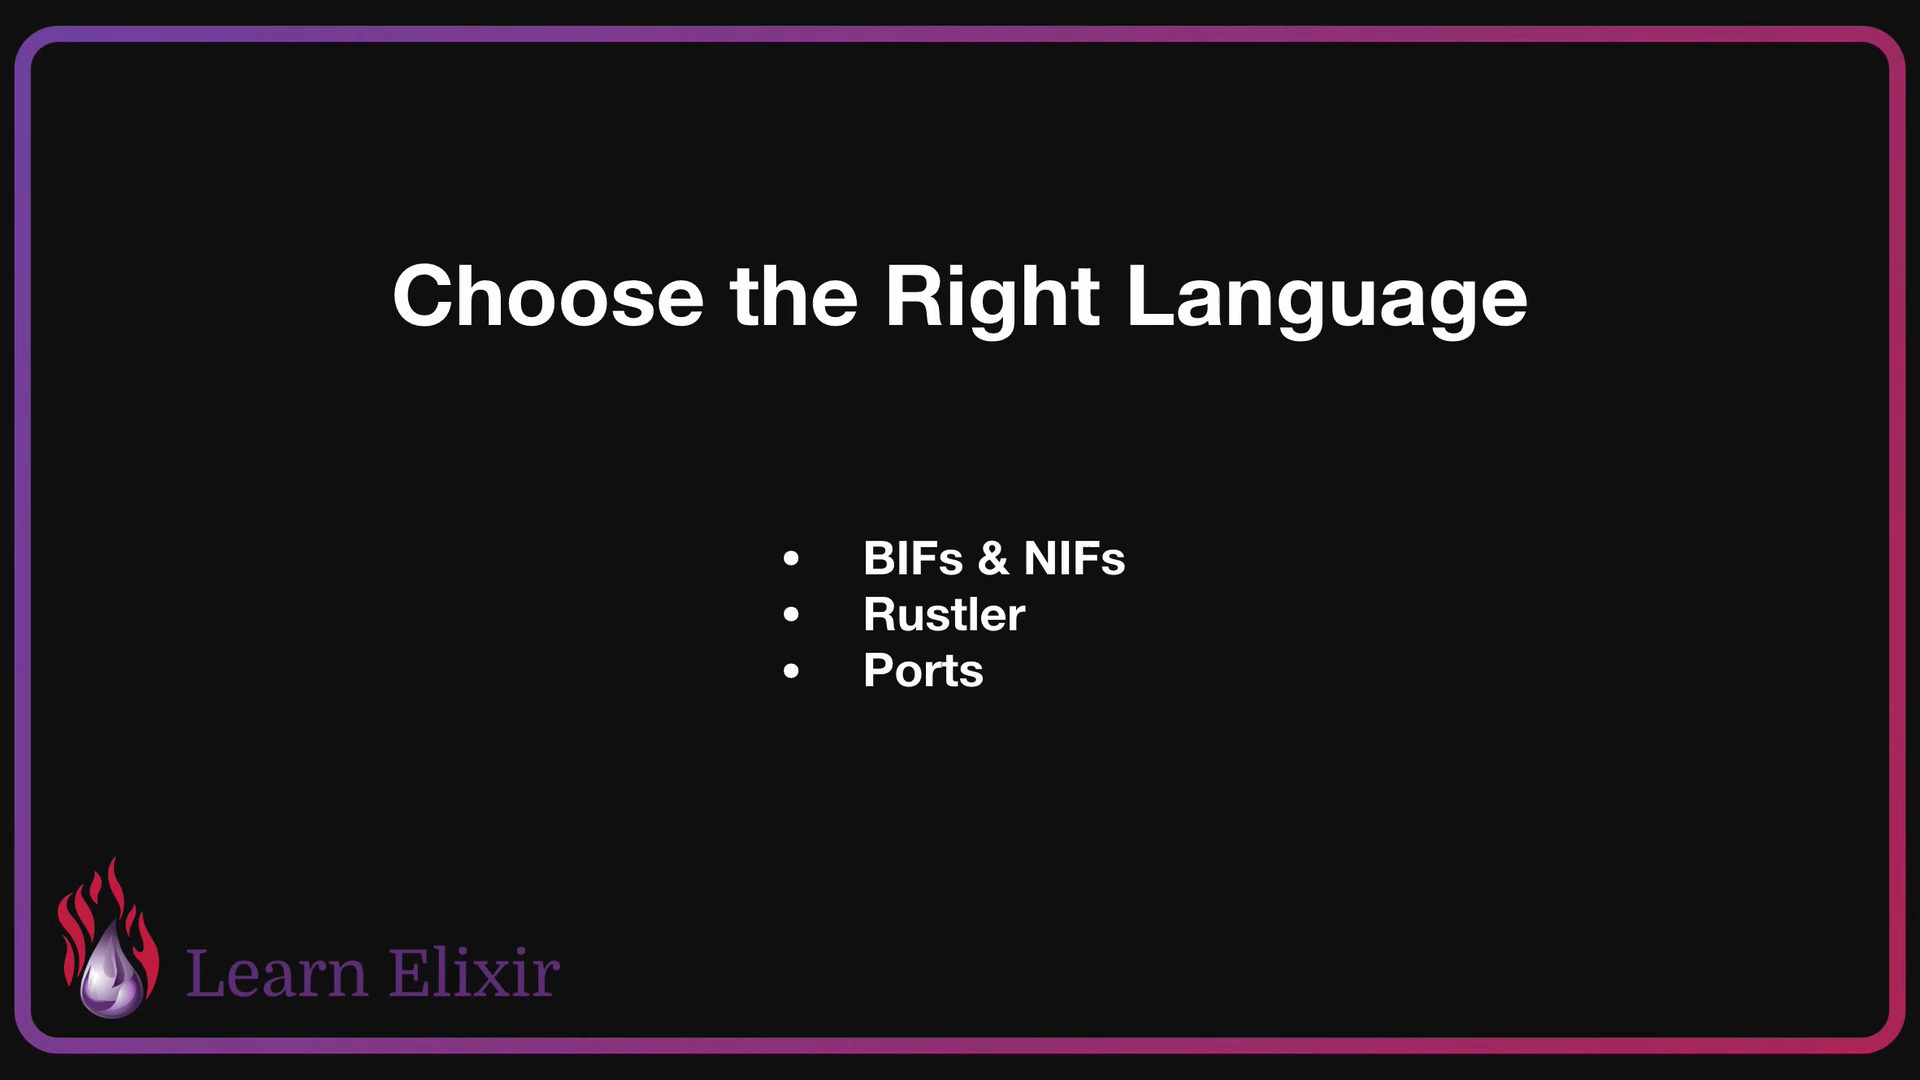 Choose the Right Language
• BIFs & NIFs
• Rustler
• Ports
Learn Elixir